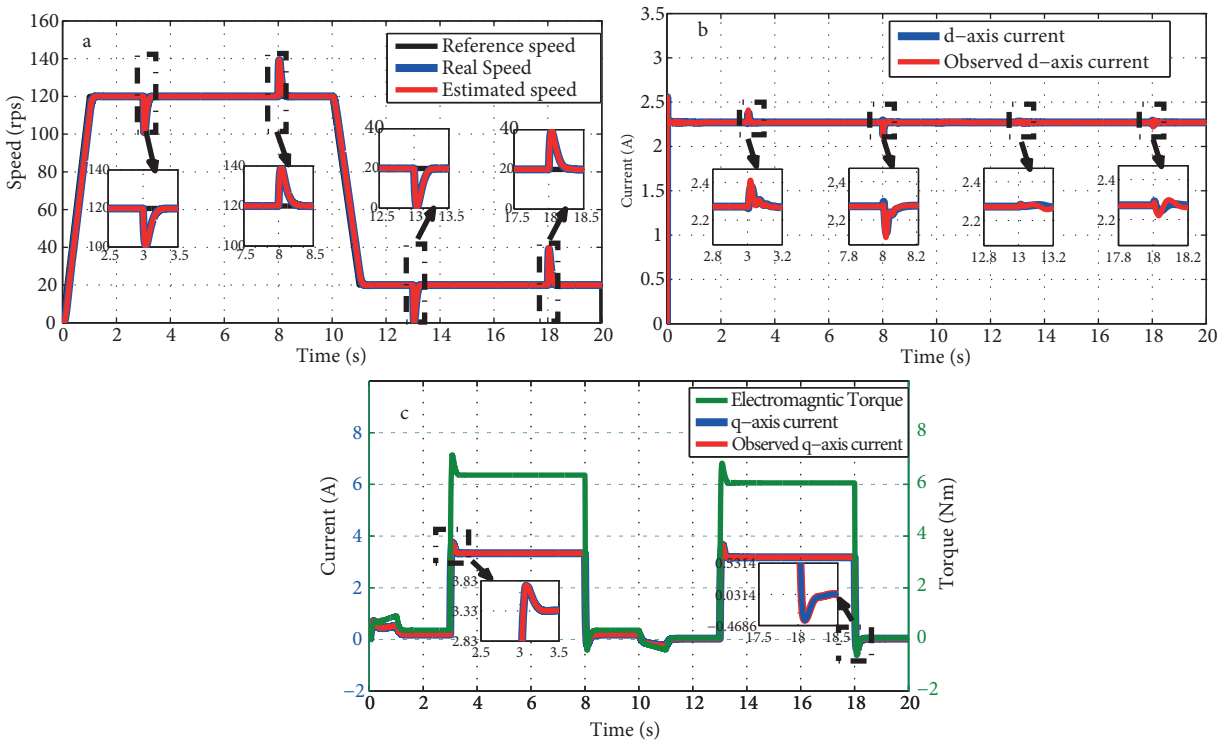 a
Speed (rps)
160
140
120
100
80
60
40
20
0
0 2 4 6 8 10 12 14 16 18 20
Time (s)
Reference speed
Real Speed
Estimated speed
140
120
100
2.5 3 3.5
140
120
100
7.5 8 8.5
40
20
0
12.5 13 13.5
40
20
0
17.5 18 18.5
b
Current (A)
3.5
3
2.5
2
1.5
1
0.5
0
0 2 4 6 8 10 12 14 16 18 20
Time (s)
d-axis current
Observed d-axis current
2.4
2.2
2.8 3 3.2
2,4
2,2
7.8 8 8.2
2.4
2.2
12.8 13 13.2
2.4
2.2
17.8 18 18.2
c
Current (A)
8
6
4
2
0
-2
0 2 4 6 8 10 12 14 16 18 20
Time (s)
Torque (Nm)
8
6
4
2
0
-2
Electromagntic Torque
q-axis current
Observed q-axis current
3.83
3.33
2.83
2.5 3 3.5
0.5314
0.0314
-0.4686
17.5 18 18.5